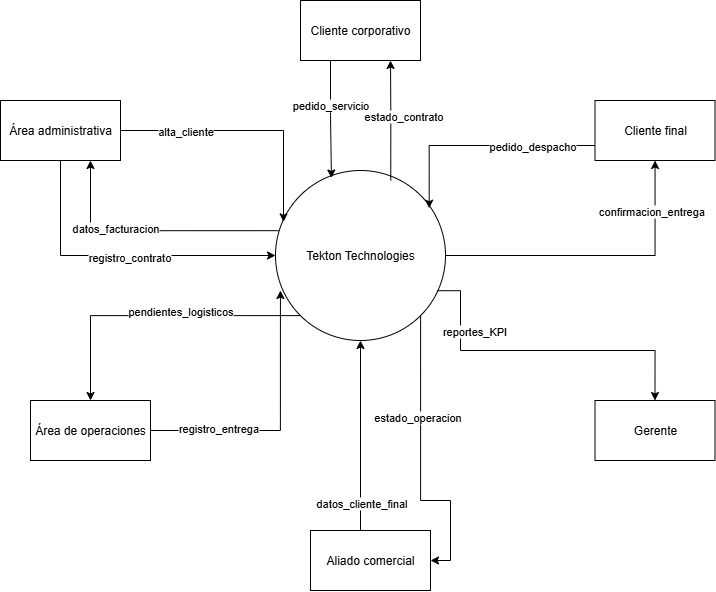 Cliente corporativo
pedido_servicio
estado_contrato
Área administrativa
alta_cliente
Cliente final
pedido_despacho
confirmacion_entrega
datos_facturacion
registro_contrato
Tekton Technologies
pendientes_logisticos
reportes_KPI
Área de operaciones
registro_entrega
estado_operacion
Gerente
datos_cliente_final
Aliado comercial